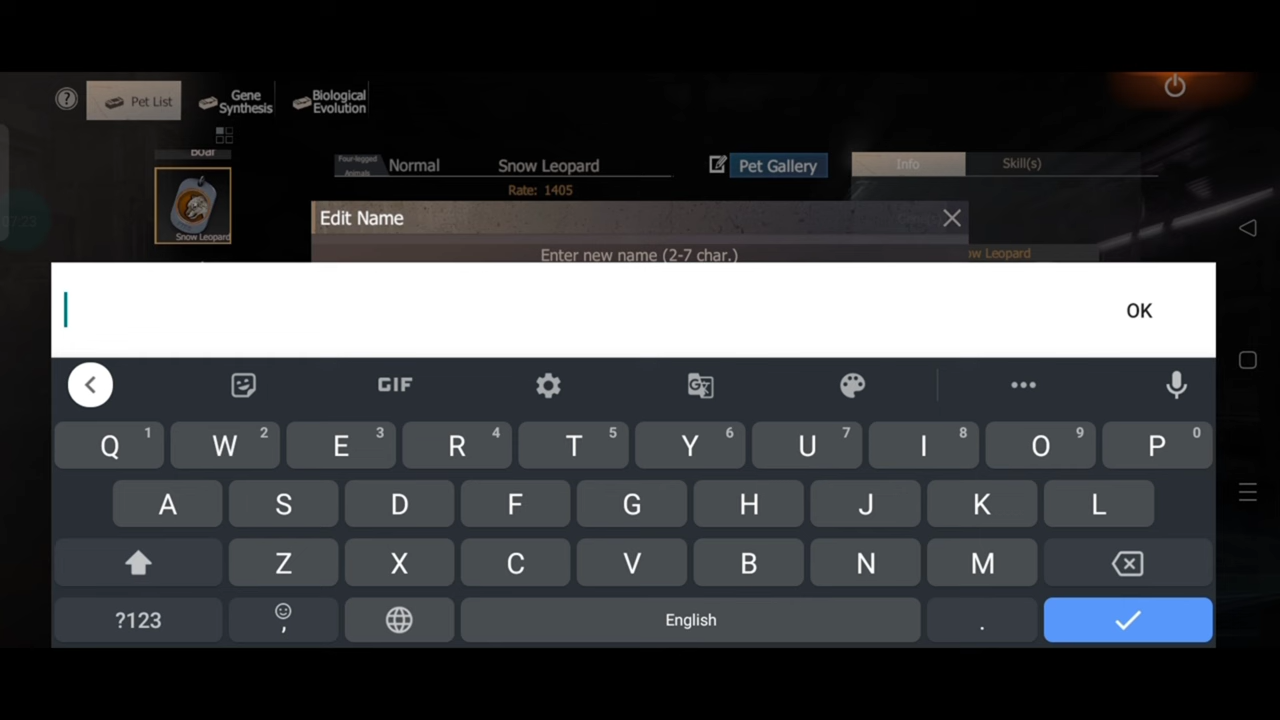 ? Pet List Gene Synthesis Biological Evolution
Boar
Four-legged Animals Normal Snow Leopard Pet Gallery Info Skill(s)
Rate: 1405
Snow Leopard
Edit Name
Enter new name (2-7 char.)
ow Leopard
OK
GIF
Q 1 W 2 E 3 R 4 T 5 Y 6 U 7 I 8 O 9 P 0
A S D F G H J K L
Z X C V B N M
?123 , English .